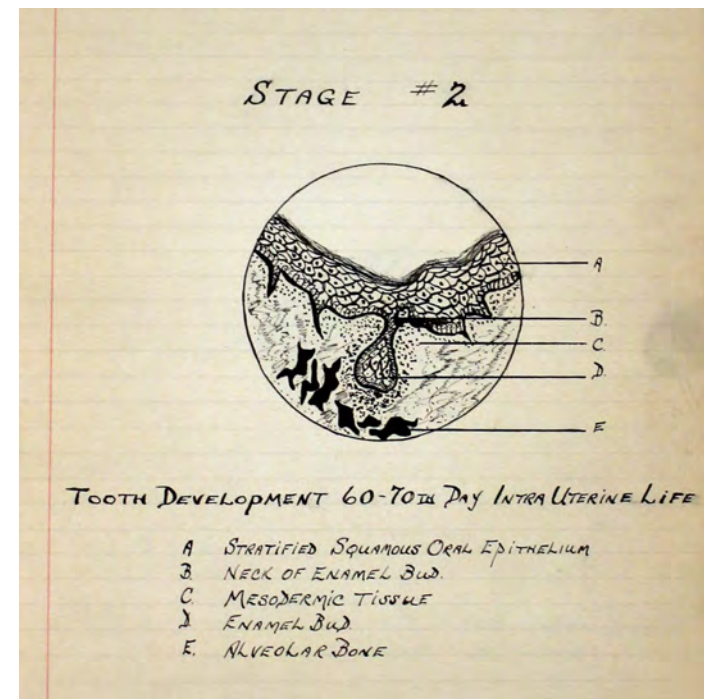 STAGE #2
A
B.
C.
D.
E
TOOTH DEVELOPMENT 60-70TH DAY INTRA UTERINE LIFE
A STRATIFIED SQUAMOUS ORAL EPITHELIUM
B. NECK OF ENAMEL BUD.
C. MESODERMIC TISSUE
D. ENAMEL BUD.
E. ALVEOLAR BONE